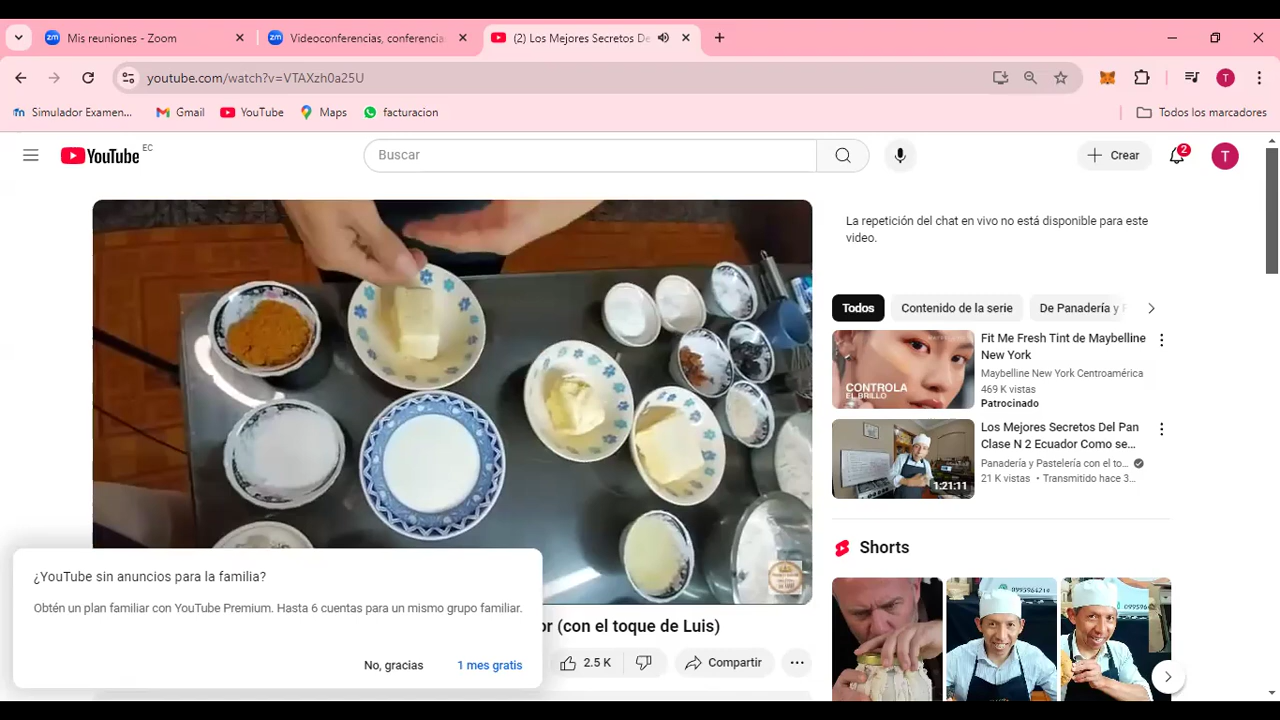 Mis reuniones - Zoom
Videoconferencias, conferencia
(2) Los Mejores Secretos De
youtube.com/watch?v=VTAXzh0a25U
Simulador Examen...
Gmail
YouTube
Maps
facturacion
Todos los marcadores
YouTube EC
Buscar
Crear
2
T
La repetición del chat en vivo no está disponible para este
video.
Todos
Contenido de la serie
De Panadería y
Fit Me Fresh Tint de Maybelline
New York
Maybelline New York Centroamérica
469 K vistas
Patrocinado
CONTROLA
EL BRILLO
Los Mejores Secretos Del Pan
Clase N 2 Ecuador Como se...
Panadería y Pastelería con el to...
21 K vistas • Transmitido hace 3...
1:21:11
Shorts
¿YouTube sin anuncios para la familia?
Obtén un plan familiar con YouTube Premium. Hasta 6 cuentas para un mismo grupo familiar.
No, gracias
1 mes gratis
or (con el toque de Luis)
2.5 K
Compartir